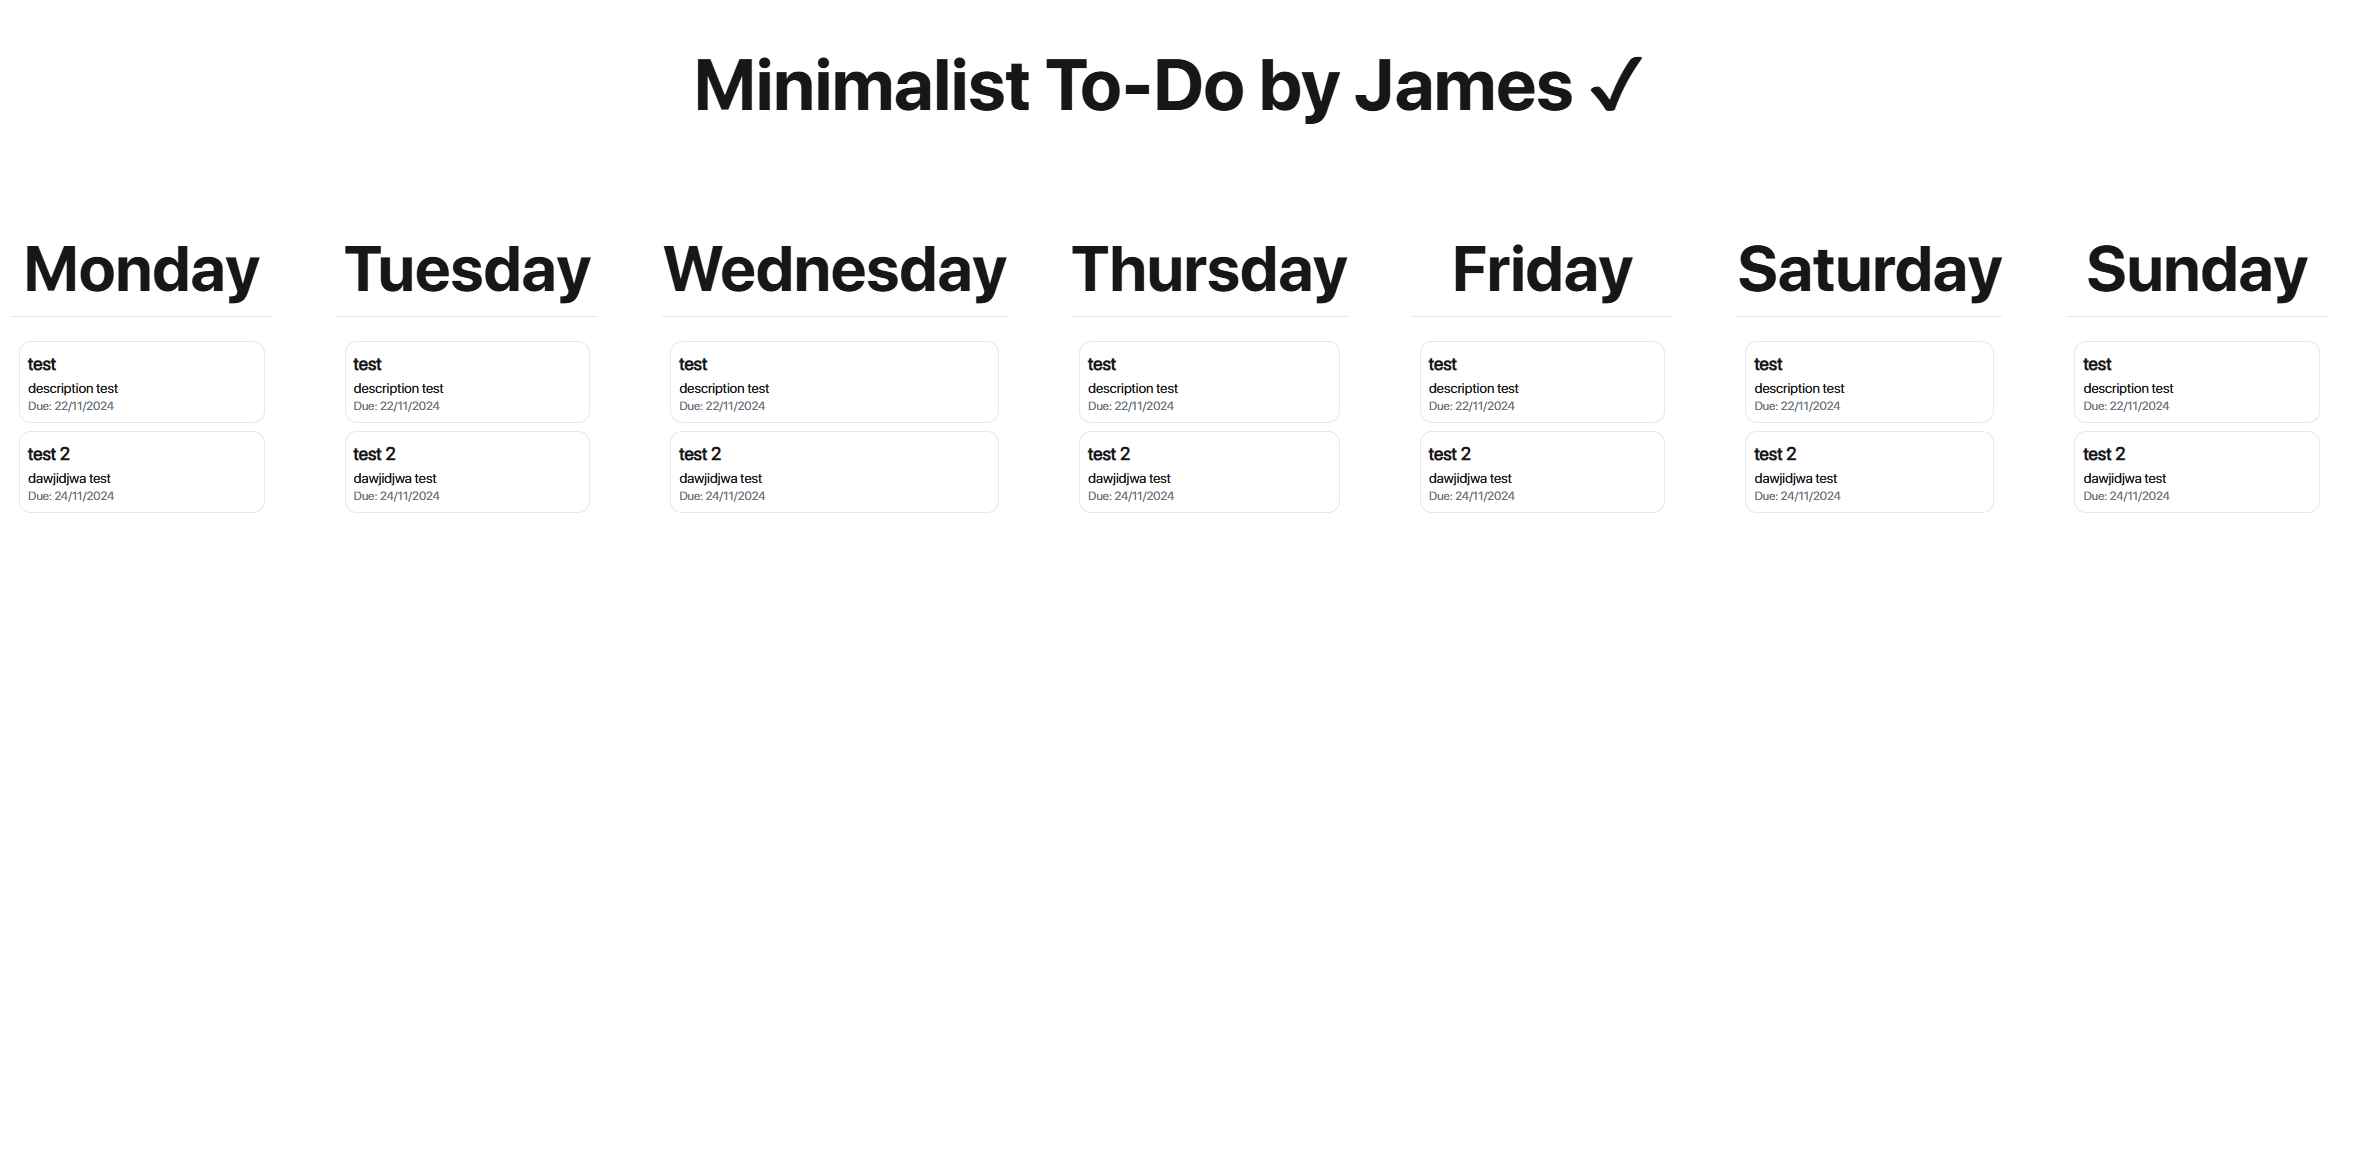 Minimalist To-Do by James ✓
Monday Tuesday Wednesday Thursday Friday Saturday Sunday
test test test test test test test
description test description test description test description test description test description test description test
Due: 22/11/2024 Due: 22/11/2024 Due: 22/11/2024 Due: 22/11/2024 Due: 22/11/2024 Due: 22/11/2024 Due: 22/11/2024
test 2 test 2 test 2 test 2 test 2 test 2 test 2
dawjidjwa test dawjidjwa test dawjidjwa test dawjidjwa test dawjidjwa test dawjidjwa test dawjidjwa test
Due: 24/11/2024 Due: 24/11/2024 Due: 24/11/2024 Due: 24/11/2024 Due: 24/11/2024 Due: 24/11/2024 Due: 24/11/2024